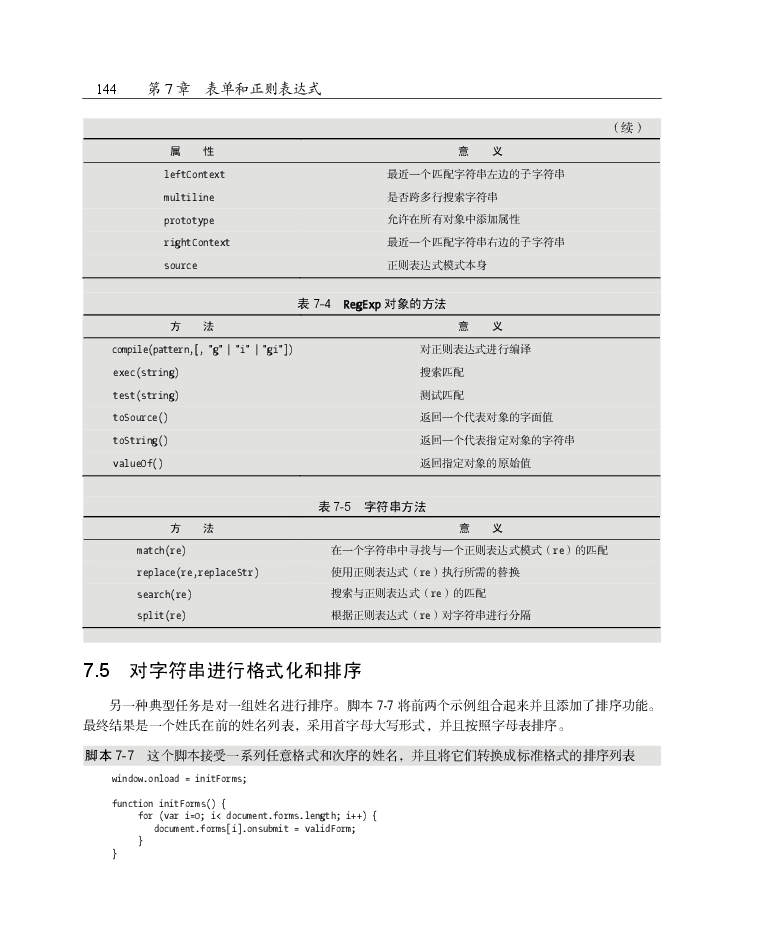 144 第 7 章 表单和正则表达式
（续）
属 性 意 义
leftContext 最近一个匹配字符串左边的子字符串
multiline 是否跨多行搜索字符串
prototype 允许在所有对象中添加属性
rightContext 最近一个匹配字符串右边的子字符串
source 正则表达式模式本身
表 7-4 RegExp 对象的方法
方 法 意 义
compile(pattern,[, "g" | "i" | "gi"]) 对正则表达式进行编译
exec(string) 搜索匹配
test(string) 测试匹配
toSource() 返回一个代表对象的字面值
toString() 返回一个代表指定对象的字符串
valueOf() 返回指定对象的原始值
表 7-5 字符串方法
方 法 意 义
match(re) 在一个字符串中寻找与一个正则表达式模式（re）的匹配
replace(re,replaceStr) 使用正则表达式（re）执行所需的替换
search(re) 搜索与正则表达式（re）的匹配
split(re) 根据正则表达式（re）对字符串进行分隔
7.5 对字符串进行格式化和排序
另一种典型任务是对一组姓名进行排序。脚本 7-7 将前两个示例组合起来并且添加了排序功能。
最终结果是一个姓氏在前的姓名列表，采用首字母大写形式，并且按照字母表排序。
脚本 7-7 这个脚本接受一系列任意格式和次序的姓名，并且将它们转换成标准格式的排序列表
window.onload = initForms;
function initForms() {
for (var i=0; i< document.forms.length; i++) {
document.forms[i].onsubmit = validForm;
}
}